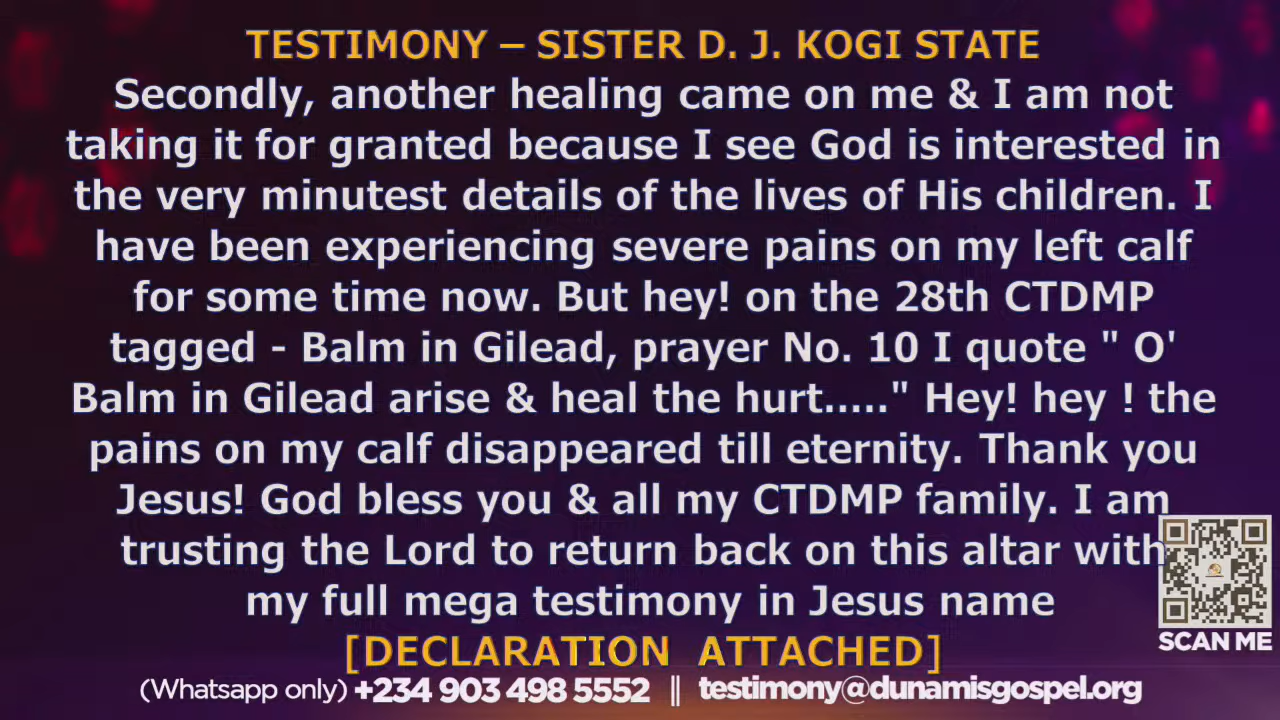 TESTIMONY – SISTER D. J. KOGI STATE
Secondly, another healing came on me & I am not
taking it for granted because I see God is interested in
the very minutest details of the lives of His children. I
have been experiencing severe pains on my left calf
for some time now. But hey! on the 28th CTDMP
tagged - Balm in Gilead, prayer No. 10 I quote " O'
Balm in Gilead arise & heal the hurt....." Hey! hey ! the
pains on my calf disappeared till eternity. Thank you
Jesus! God bless you & all my CTDMP family. I am
trusting the Lord to return back on this altar with
my full mega testimony in Jesus name
[DECLARATION  ATTACHED]
SCAN ME
(Whatsapp only) +234 903 498 5552 || testimony@dunamisgospel.org